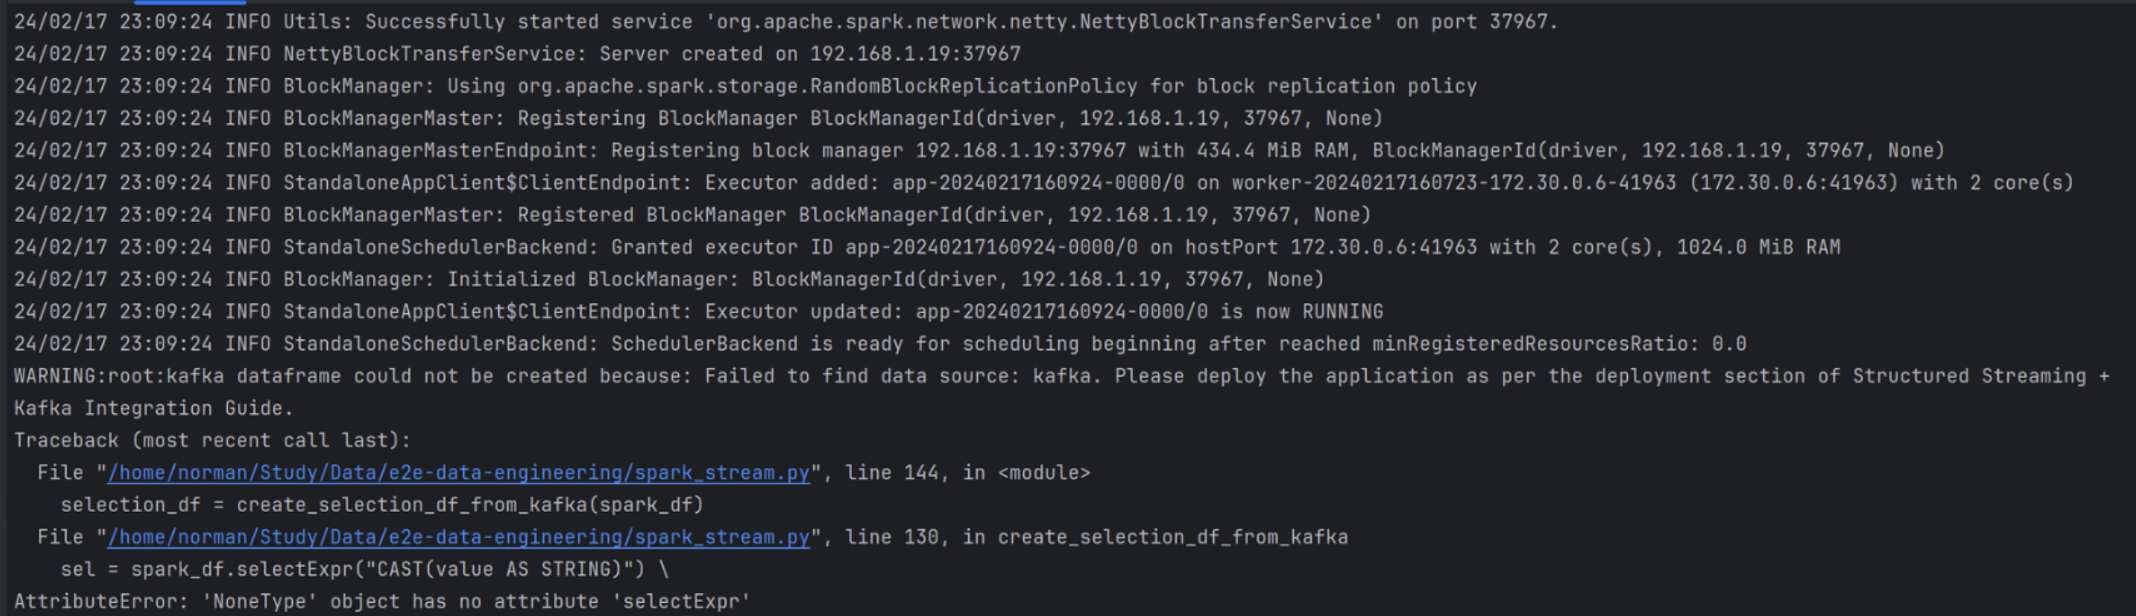 24/02/17 23:09:24 INFO Utils: Successfully started service 'org.apache.spark.network.netty.NettyBlockTransferService' on port 37967.
24/02/17 23:09:24 INFO NettyBlockTransferService: Server created on 192.168.1.19:37967
24/02/17 23:09:24 INFO BlockManager: Using org.apache.spark.storage.RandomBlockReplicationPolicy for block replication policy
24/02/17 23:09:24 INFO BlockManagerMaster: Registering BlockManager BlockManagerId(driver, 192.168.1.19, 37967, None)
24/02/17 23:09:24 INFO BlockManagerMasterEndpoint: Registering block manager 192.168.1.19:37967 with 434.4 MiB RAM, BlockManagerId(driver, 192.168.1.19, 37967, None)
24/02/17 23:09:24 INFO StandaloneAppClient$ClientEndpoint: Executor added: app-20240217160924-0000/0 on worker-20240217160723-172.30.0.6-41963 (172.30.0.6:41963) with 2 core(s)
24/02/17 23:09:24 INFO BlockManagerMaster: Registered BlockManager BlockManagerId(driver, 192.168.1.19, 37967, None)
24/02/17 23:09:24 INFO StandaloneSchedulerBackend: Granted executor ID app-20240217160924-0000/0 on hostPort 172.30.0.6:41963 with 2 core(s), 1024.0 MiB RAM
24/02/17 23:09:24 INFO BlockManager: Initialized BlockManager: BlockManagerId(driver, 192.168.1.19, 37967, None)
24/02/17 23:09:24 INFO StandaloneAppClient$ClientEndpoint: Executor updated: app-20240217160924-0000/0 is now RUNNING
24/02/17 23:09:24 INFO StandaloneSchedulerBackend: SchedulerBackend is ready for scheduling beginning after reached minRegisteredResourcesRatio: 0.0
WARNING:root:kafka dataframe could not be created because: Failed to find data source: kafka. Please deploy the application as per the deployment section of Structured Streaming +
Kafka Integration Guide.
Traceback (most recent call last):
  File "/home/norman/Study/Data/e2e-data-engineering/spark_stream.py", line 144, in <module>
    selection_df = create_selection_df_from_kafka(spark_df)
  File "/home/norman/Study/Data/e2e-data-engineering/spark_stream.py", line 130, in create_selection_df_from_kafka
    sel = spark_df.selectExpr("CAST(value AS STRING)") \
AttributeError: 'NoneType' object has no attribute 'selectExpr'